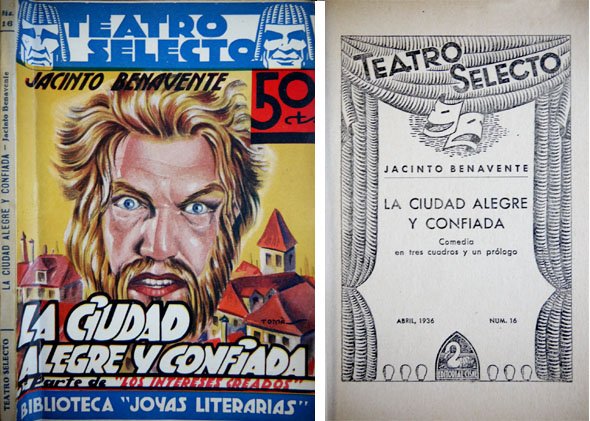 No. 16
LA CIUDAD ALEGRE Y CONFIADA — Jacinto Benavente
TEATRO SELECTO
TEATRO
SELECTO
JACINTO BENAVENTE
50
cts
LA CIUDAD
ALEGRE Y CONFIADA
Parte de "LOS INTERESES CREADOS"
BIBLIOTECA "JOYAS LITERARIAS"
TEATRO
SELECTO
JACINTO BENAVENTE
LA CIUDAD ALEGRE
Y CONFIADA
Comedia
en tres cuadros y un prólogo
ABRIL, 1936
NUM. 16
EDITORIAL CISNE